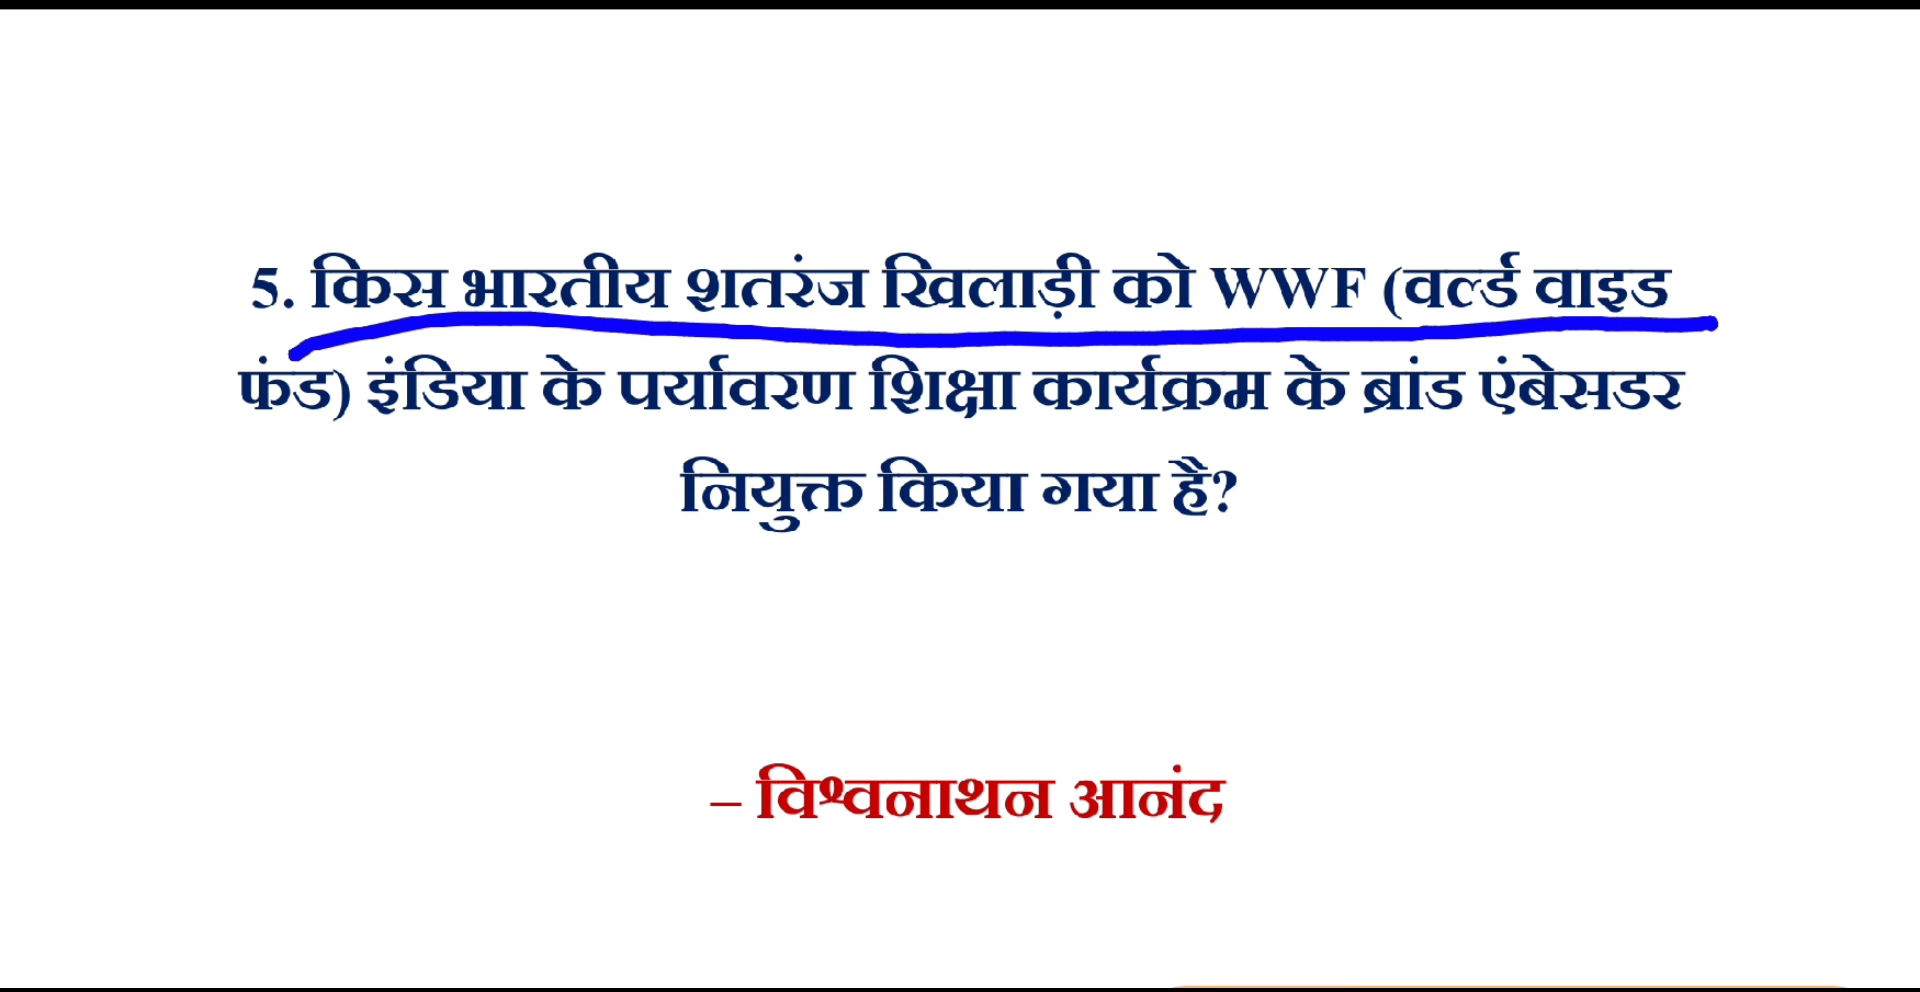 5. किस भारतीय शतरंज खिलाड़ी को WWF (वर्ल्ड वाइड
फंड) इंडिया के पर्यावरण शिक्षा कार्यक्रम के ब्रांड एंबेसडर
नियुक्त किया गया है?
– विश्वनाथन आनंद